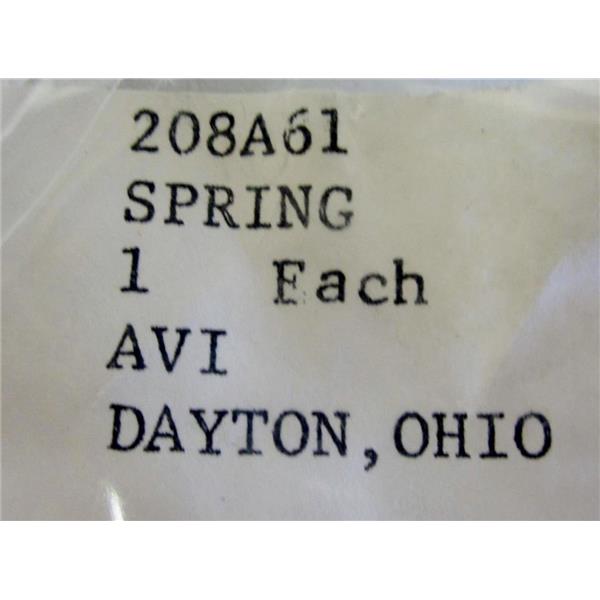 208A61
SPRING
1 Each
AVI
DAYTON, OHIO